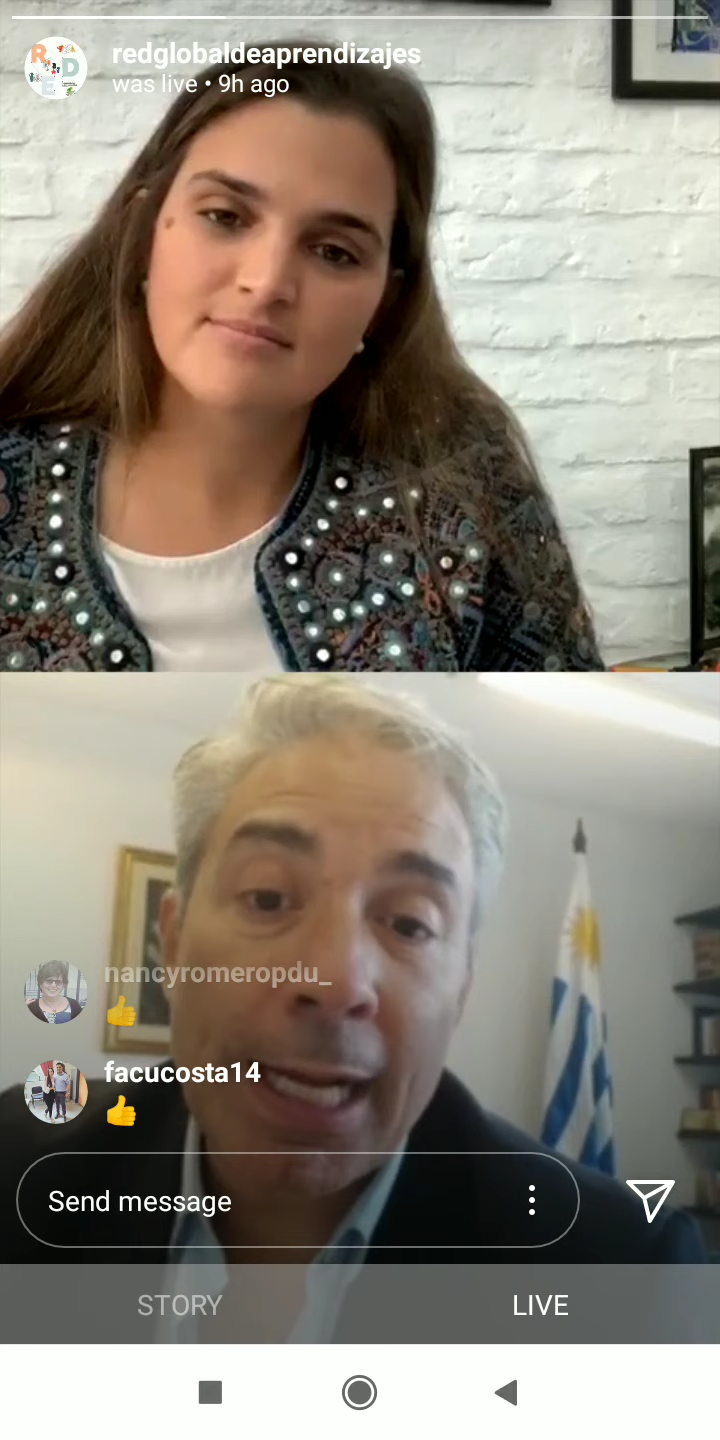 R
D
E
redglobaldeaprendizajes
was live • 9h ago
nancyromeropdu_
👍
facucosta14
👍
Send message
STORY
LIVE